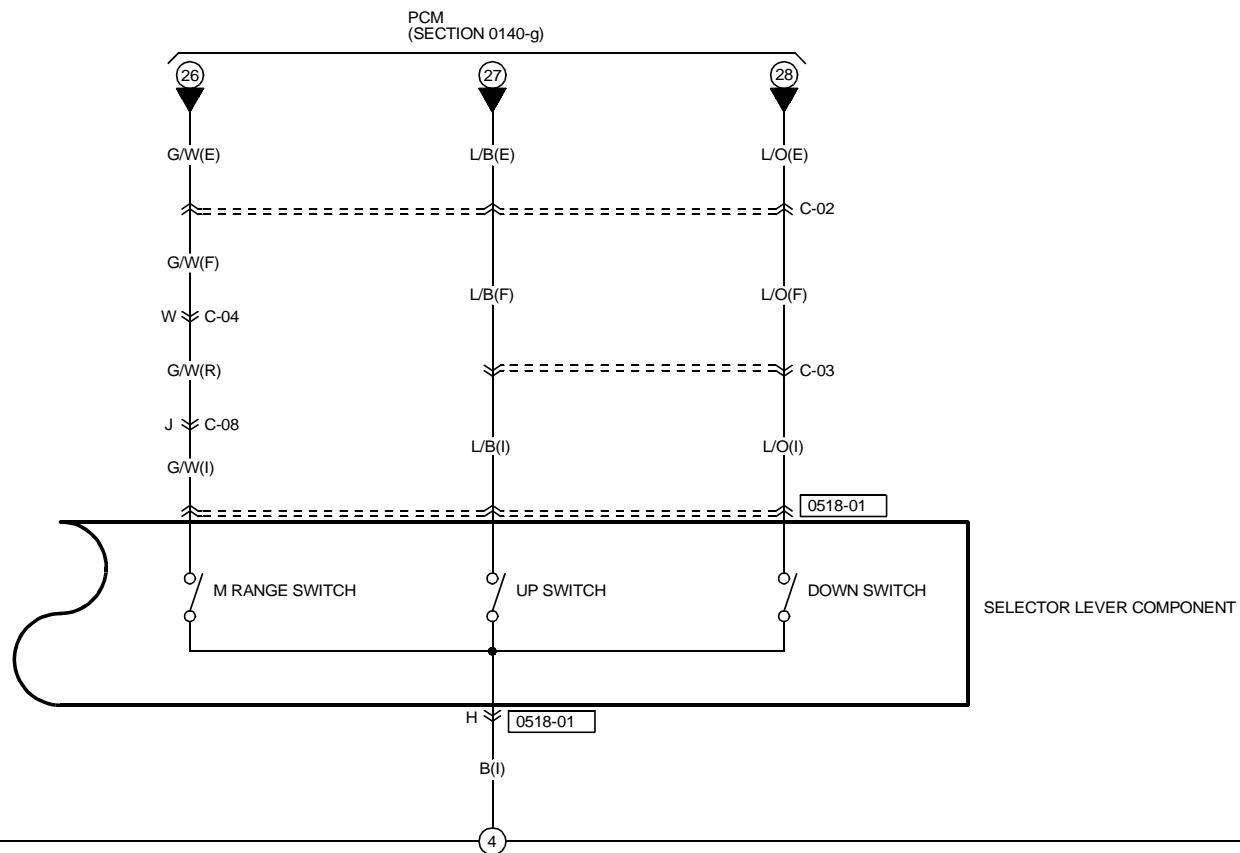 PCM
(SECTION 0140-g)
26 27 28
G/W(E) L/B(E) L/O(E)
C-02
G/W(F)
L/B(F) L/O(F)
W C-04
G/W(R) C-03
J C-08
L/B(I) L/O(I)
G/W(I)
0518-01
M RANGE SWITCH UP SWITCH DOWN SWITCH
SELECTOR LEVER COMPONENT
H 0518-01
B(I)
4